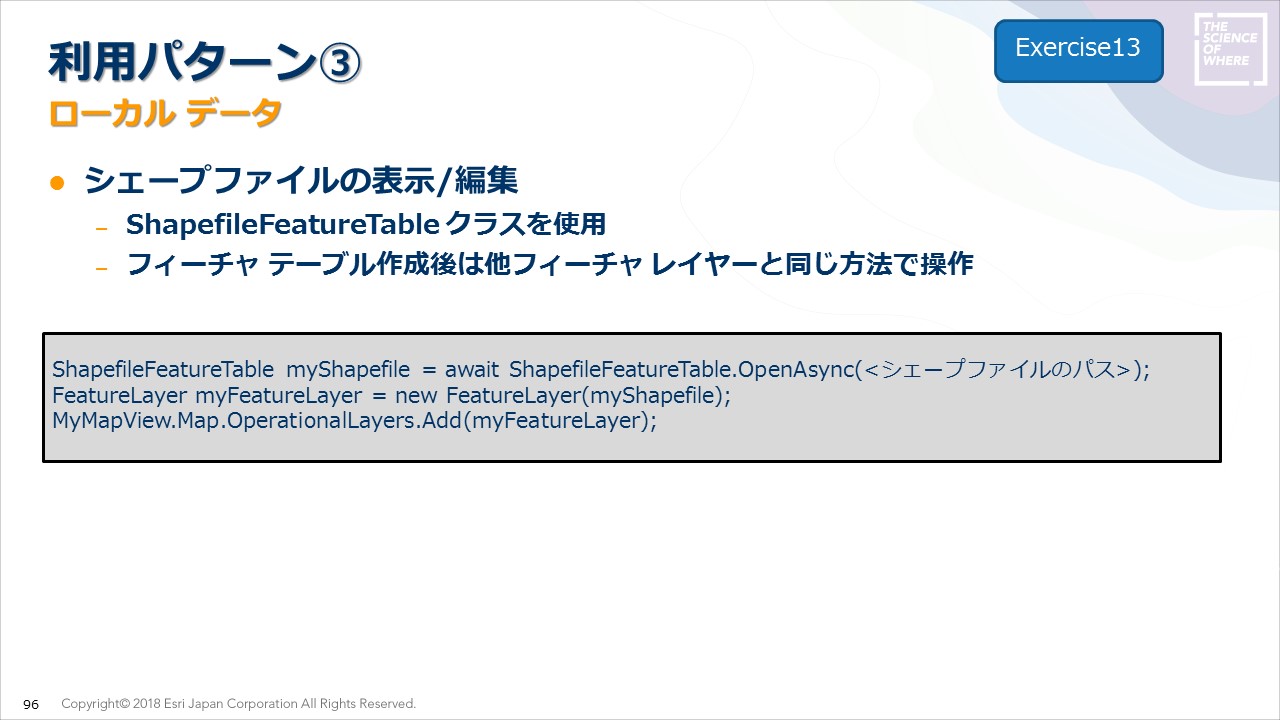 利用パターン③
ローカル データ
Exercise13
THE
SCIENCE
OF
WHERE
● シェープファイルの表示/編集
– ShapefileFeatureTable クラスを使用
– フィーチャ テーブル作成後は他フィーチャ レイヤーと同じ方法で操作
ShapefileFeatureTable myShapefile = await ShapefileFeatureTable.OpenAsync(<シェープファイルのパス>);
FeatureLayer myFeatureLayer = new FeatureLayer(myShapefile);
MyMapView.Map.OperationalLayers.Add(myFeatureLayer);
96 Copyright© 2018 Esri Japan Corporation All Rights Reserved.